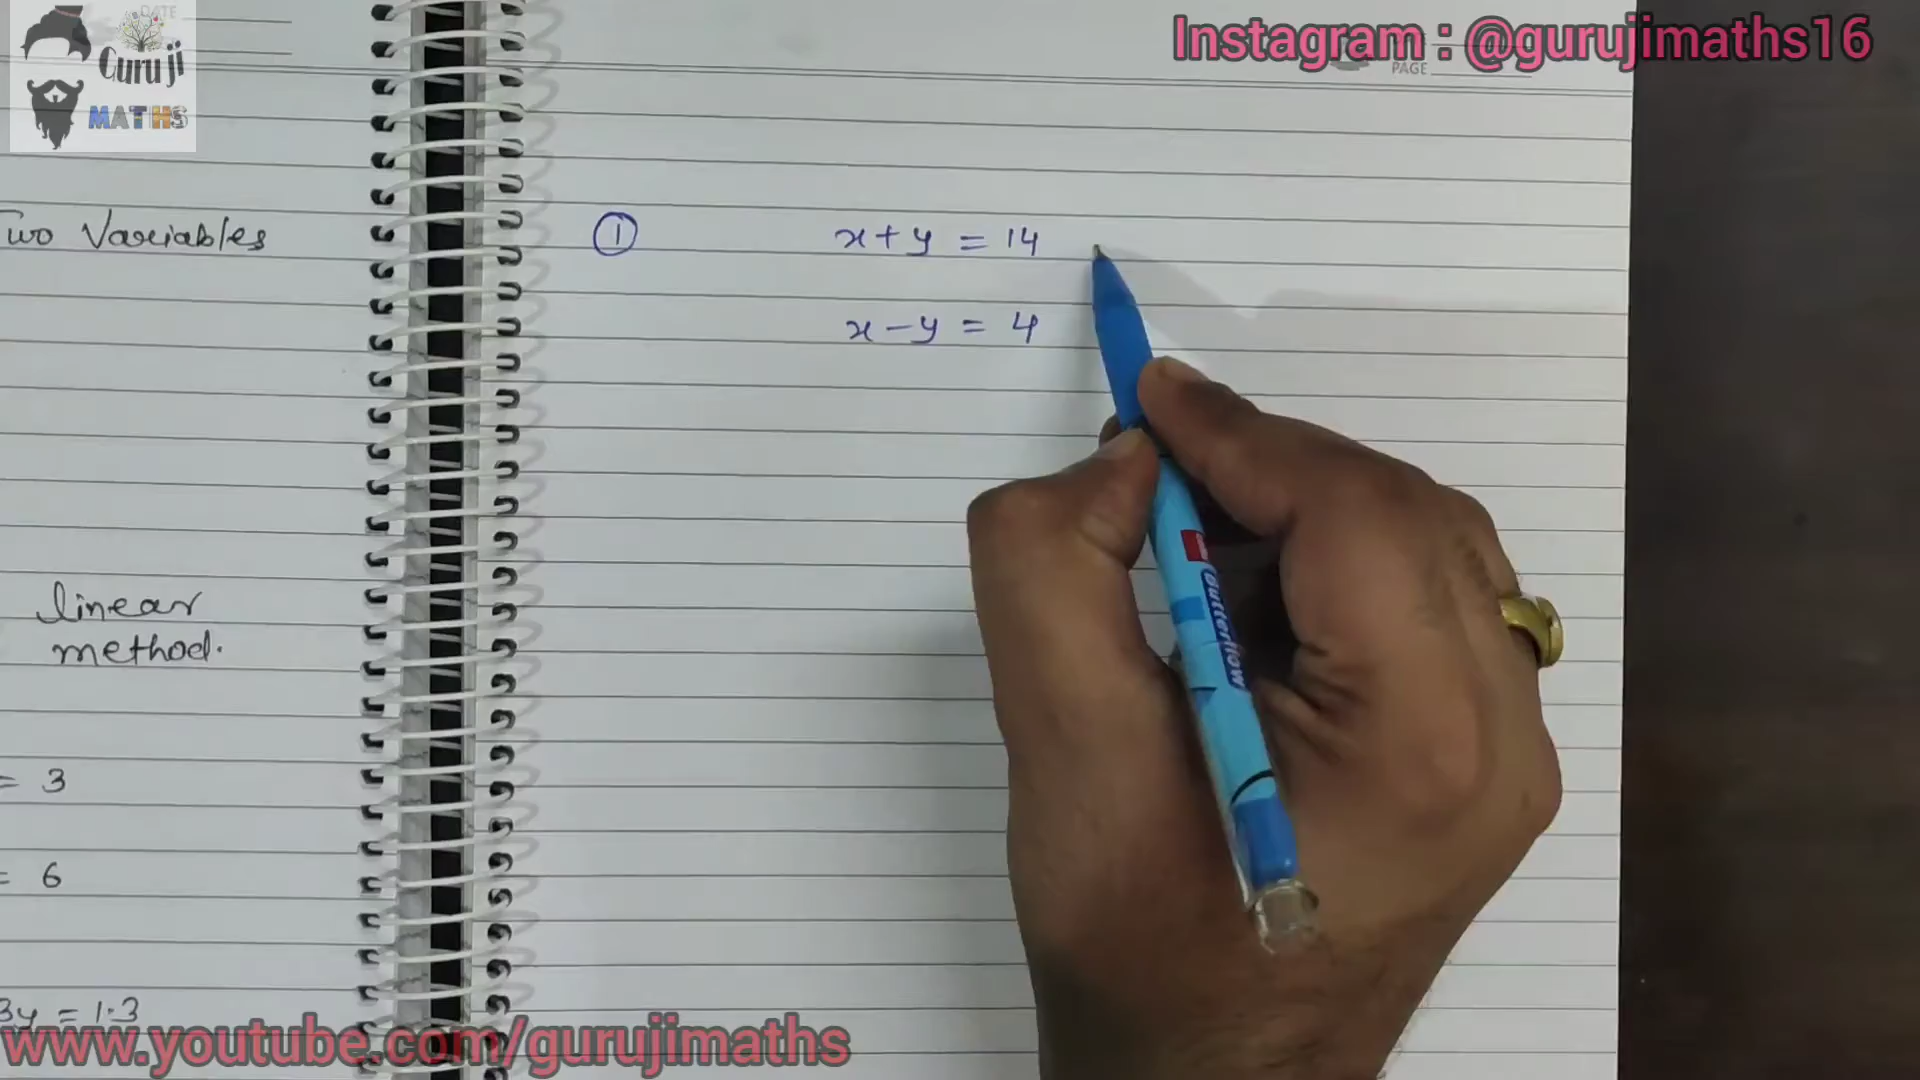 DATE
Guru ji
MATHS
Instagram : @gurujimaths16
PAGE
Two Variables
linear
method.
= 3
= 6
3y = 1.3
① x + y = 14
x - y = 4
Butterflow
www.youtube.com/gurujimaths